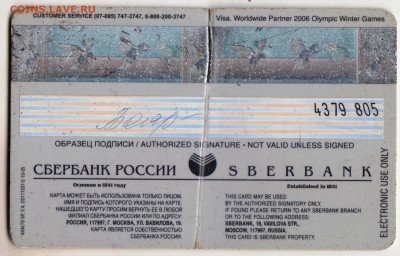 COINS.LAVE.RU
CUSTOMER SERVICE (07-095) 747-3747, 8-800-200-3747
Visa. Worldwide Partner 2006 Olympic Winter Games
4379 805
ОБРАЗЕЦ ПОДПИСИ / AUTHORIZED SIGNATURE • NOT VALID UNLESS SIGNED
СБЕРБАНК РОССИИ
SBERBANK
Основан в 1841 году
Established in 1841
КАРТА МОЖЕТ БЫТЬ ИСПОЛЬЗОВАНА ТОЛЬКО ЛИЦОМ,
ИМЯ И ПОДПИСЬ КОТОРОГО УКАЗАНЫ НА КАРТЕ.
НАШЕДШЕГО КАРТУ ПРОСИМ ВЕРНУТЬ ЕЕ В ЛЮБОЙ
ФИЛИАЛ СБЕРБАНКА РОССИИ ИЛИ ПО АДРЕСУ:
РОССИЯ, 117997, Г. МОСКВА, УЛ. ВАВИЛОВА, 19.
КАРТА ЯВЛЯЕТСЯ СОБСТВЕННОСТЬЮ
СБЕРБАНКА РОССИИ.
THIS CARD MAY BE USED
BY THE AUTHORIZED SIGNATORY ONLY.
IF FOUND PLEASE RETURN TO ANY SBERBANK BRANCH
OR TO THE FOLLOWING ADDRESS:
SBERBANK, 19, VAVILOVA STR.,
MOSCOW, 117997, RUSSIA.
THIS CARD IS SBERBANK PROPERTY.
ELECTRONIC USE ONLY